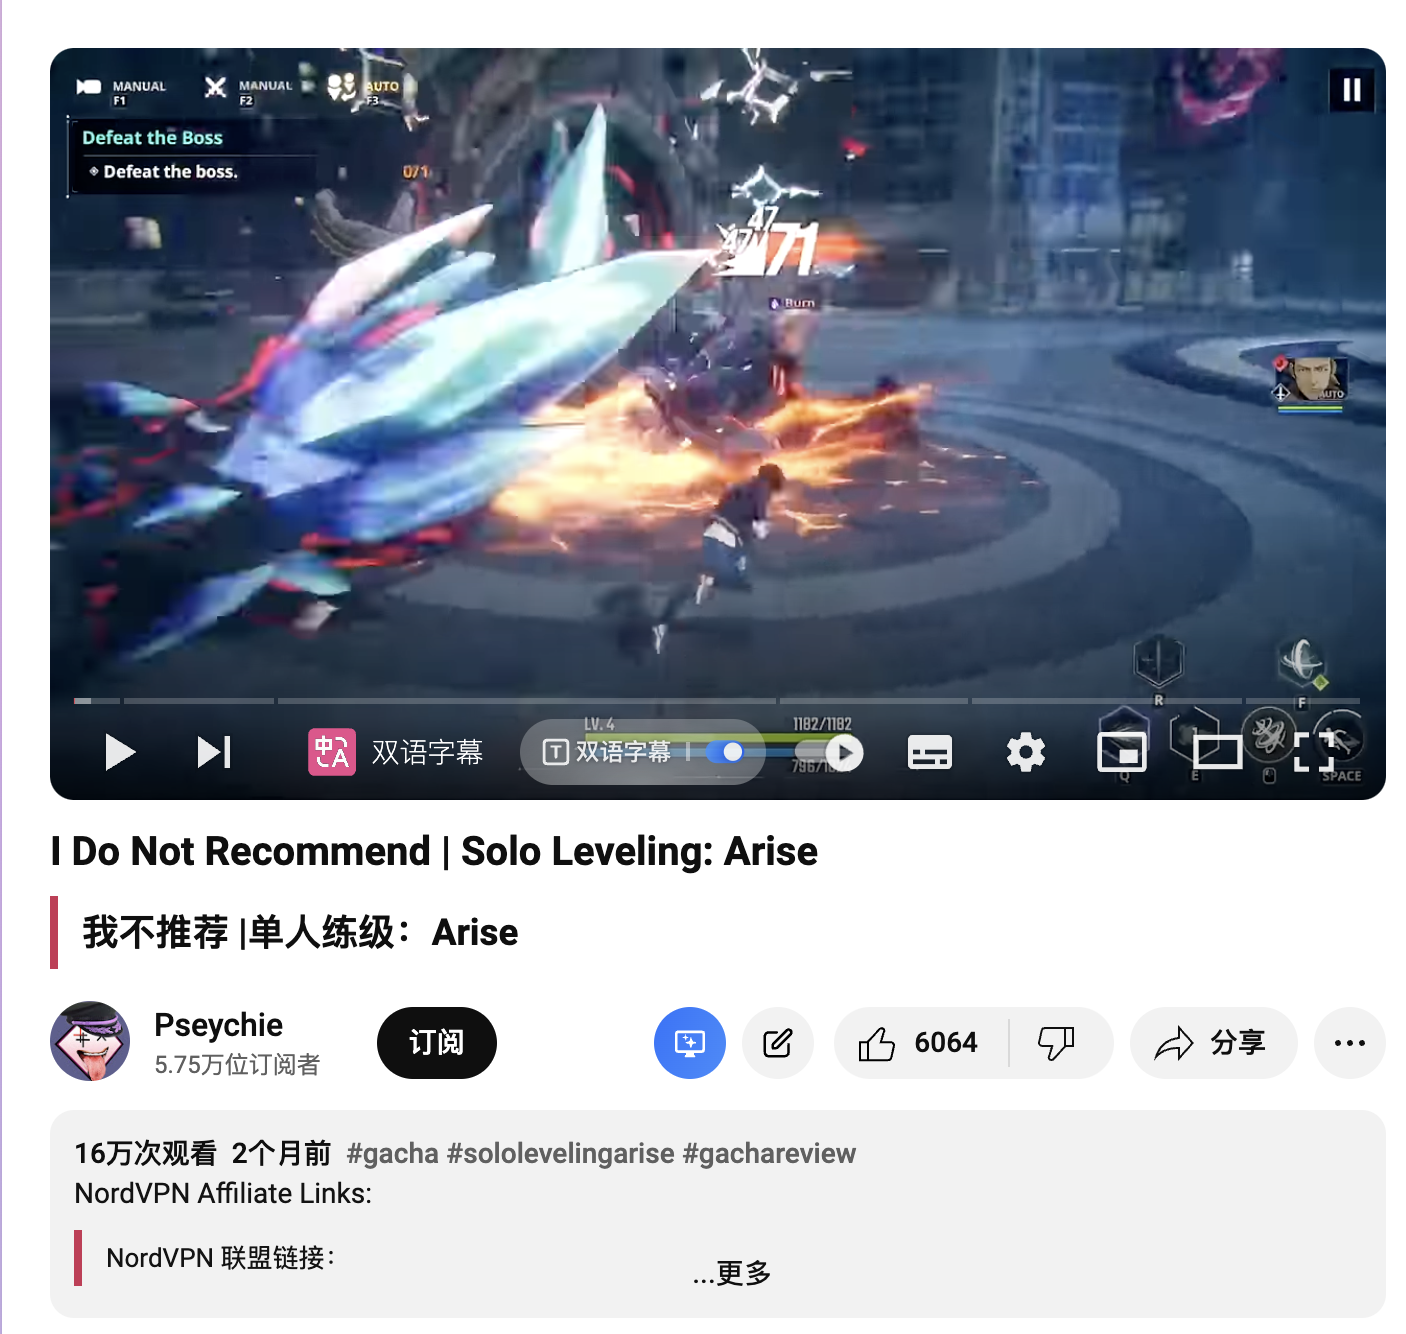 MANUAL MANUAL AUTO
F1 F2 F3
Defeat the Boss
Defeat the boss. 0/1
47
47 71
Burn
AUTO
R F
LV. 4 1182/1182
中A 双语字幕 T 双语字幕
Q E SPACE
I Do Not Recommend | Solo Leveling: Arise
我不推荐 |单人练级：Arise
Pseychie
5.75万位订阅者
订阅
6064
分享
16万次观看 2个月前 #gacha #sololevelingarise #gachareview
NordVPN Affiliate Links:
NordVPN 联盟链接：
...更多